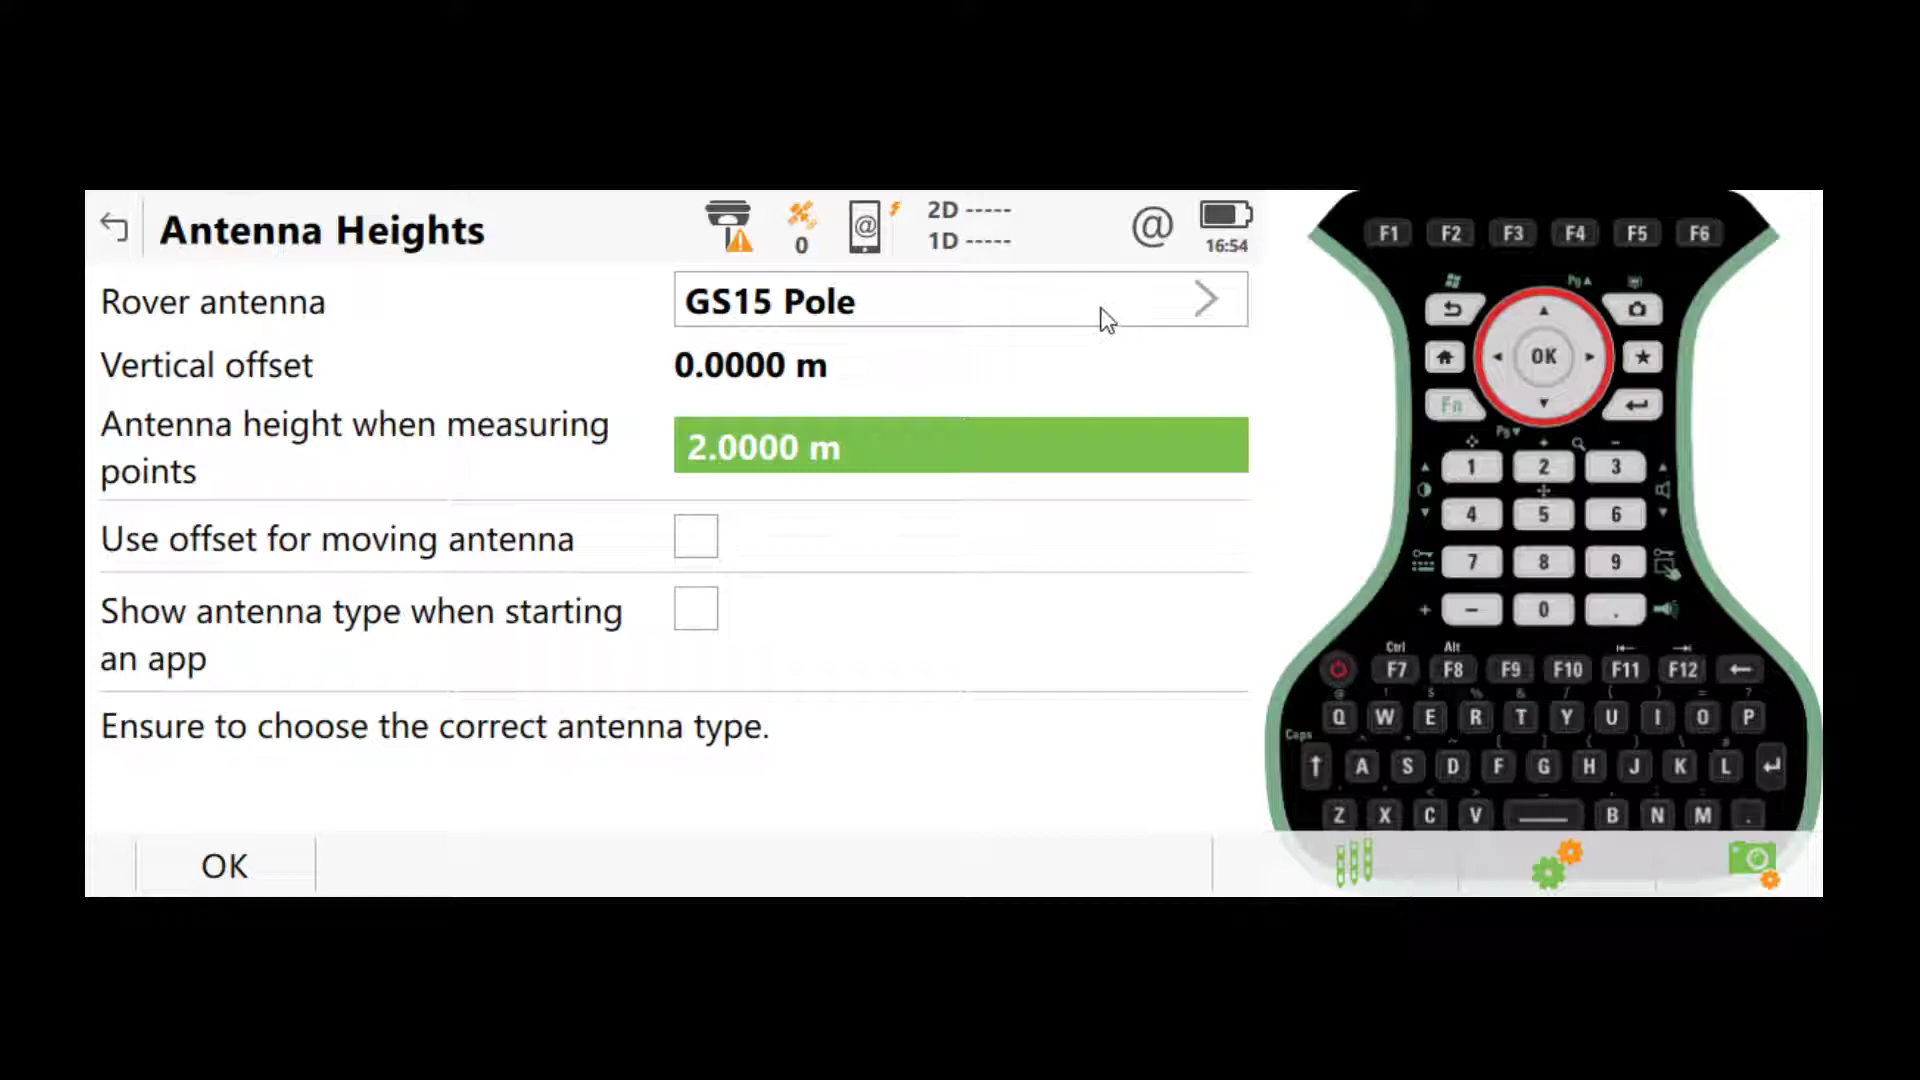 Antenna Heights
0
@
2D -----
1D -----
@
16:54
Rover antenna
GS15 Pole
Vertical offset
0.0000 m
Antenna height when measuring
points
2.0000 m
Use offset for moving antenna
Show antenna type when starting
an app
Ensure to choose the correct antenna type.
OK
F1 F2 F3 F4 F5 F6
Pg
OK
Fn
Pg
+ -
1 2 3
4 5 6
7 8 9
+ - 0 .
Ctrl Alt
F7 F8 F9 F10 F11 F12
@ ! $ % & / ( ) = ?
Q W E R T Y U I O P
Caps
A S D F G H J K L
Z X C V B N M .